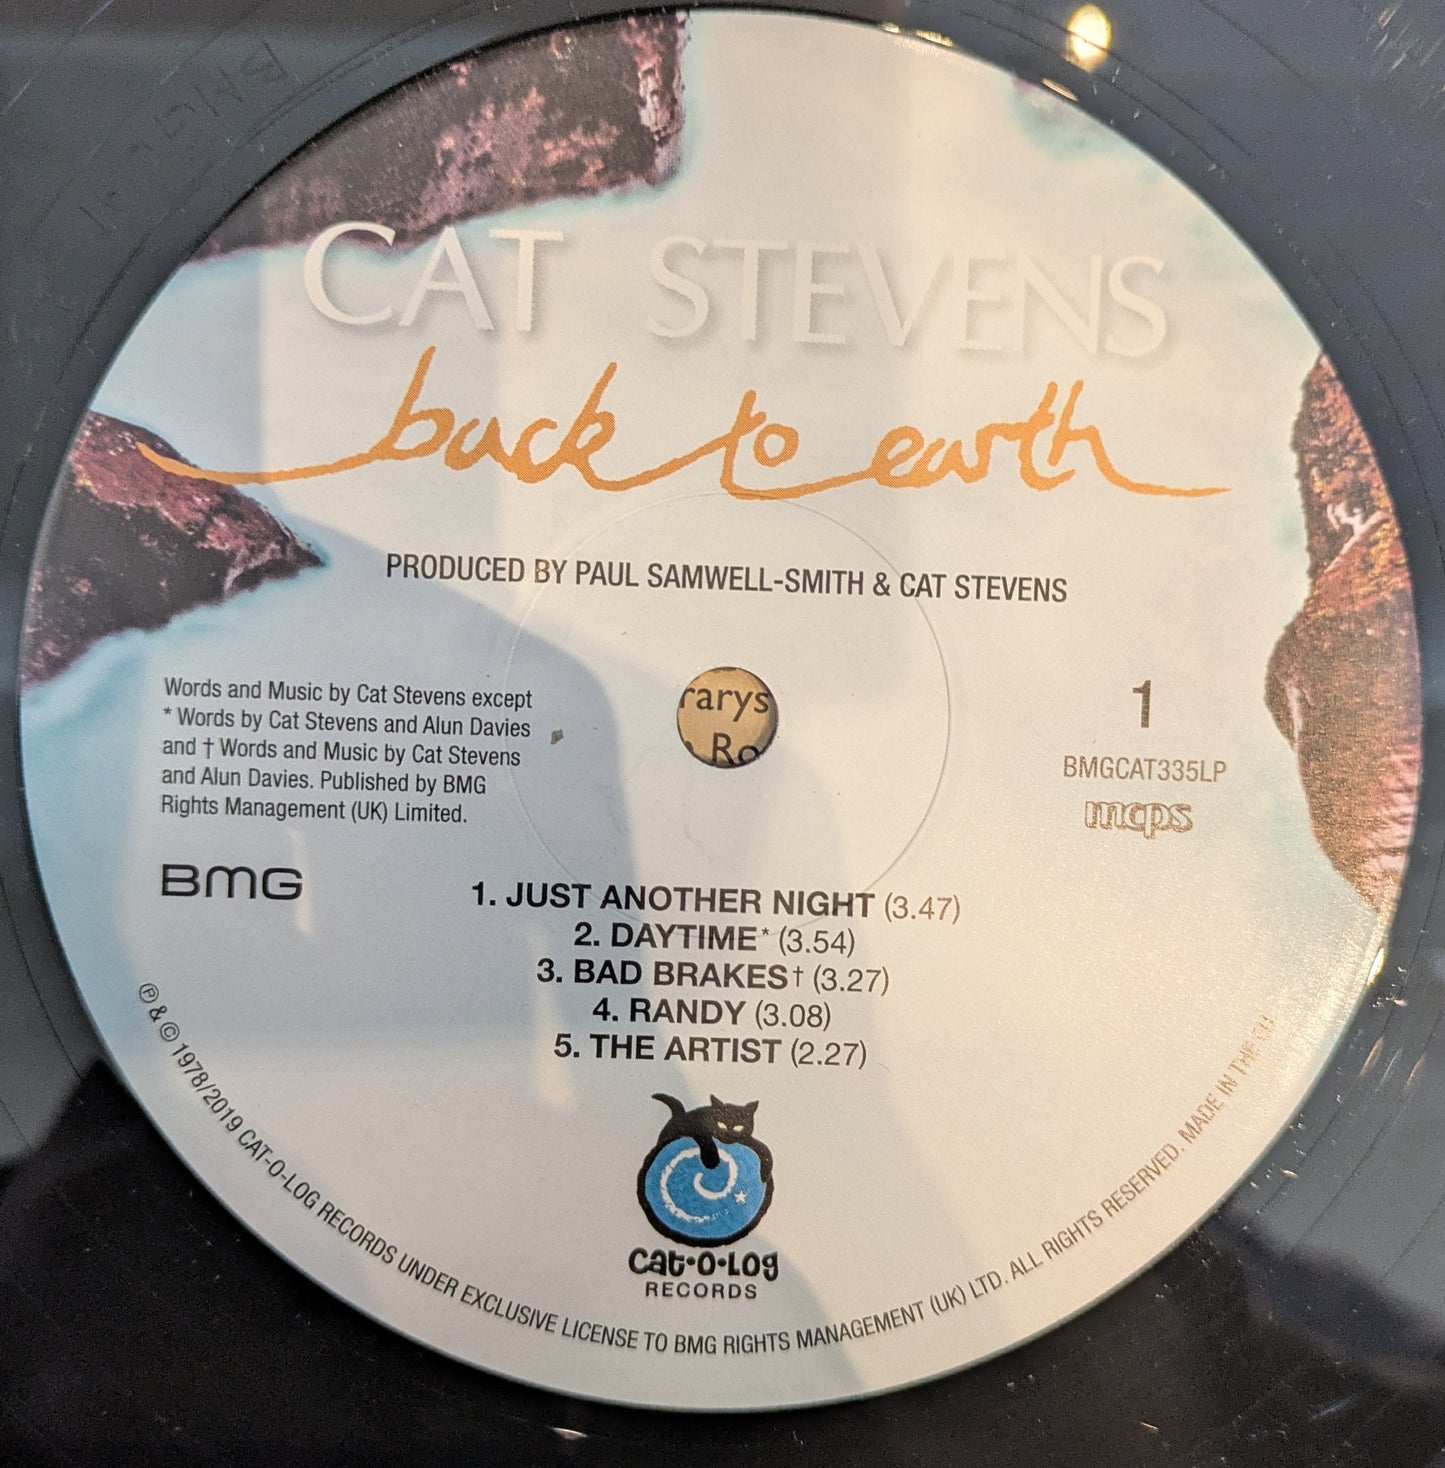 CAT STEVENS
back to earth
PRODUCED BY PAUL SAMWELL-SMITH & CAT STEVENS
Words and Music by Cat Stevens except
* Words by Cat Stevens and Alun Davies
and † Words and Music by Cat Stevens
and Alun Davies. Published by BMG
Rights Management (UK) Limited.
BMG
rarys
Ro
1
BMGCAT335LP
mcps
1. JUST ANOTHER NIGHT (3.47)
2. DAYTIME* (3.54)
3. BAD BRAKES† (3.27)
4. RANDY (3.08)
5. THE ARTIST (2.27)
cat•o•log
RECORDS
℗ & © 1978/2019 CAT-O-LOG RECORDS UNDER EXCLUSIVE LICENSE TO BMG RIGHTS MANAGEMENT (UK) LTD. ALL RIGHTS RESERVED. MADE IN THE